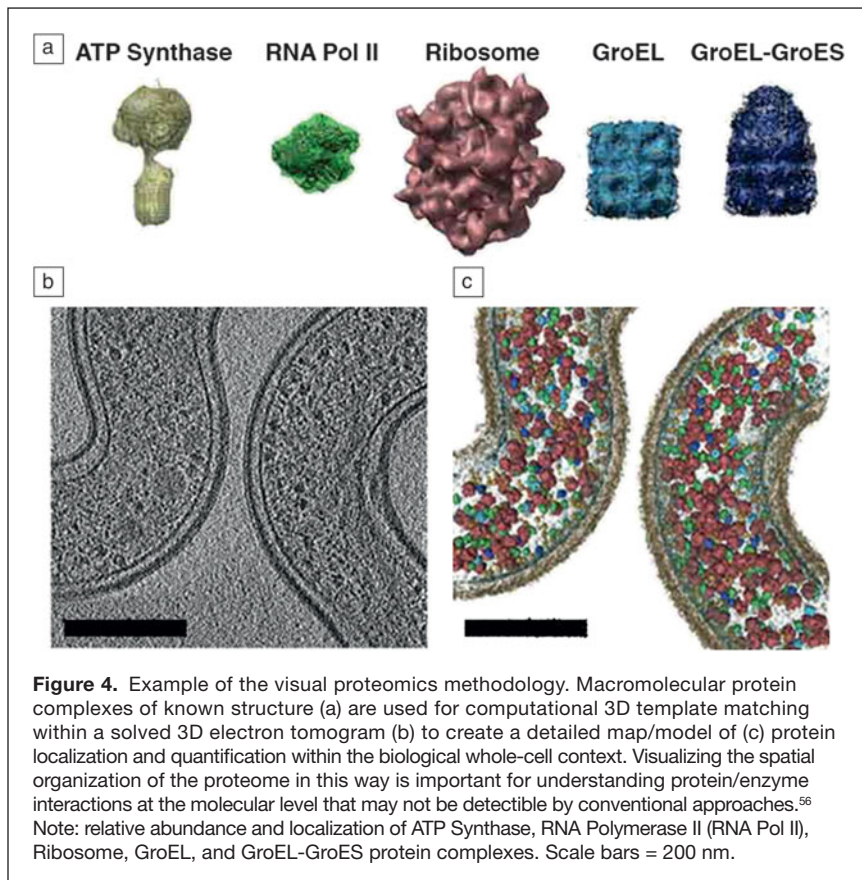 a ATP Synthase RNA Pol II Ribosome GroEL GroEL-GroES
b c
Figure 4. Example of the visual proteomics methodology. Macromolecular protein
complexes of known structure (a) are used for computational 3D template matching
within a solved 3D electron tomogram (b) to create a detailed map/model of (c) protein
localization and quantification within the biological whole-cell context. Visualizing the spatial
organization of the proteome in this way is important for understanding protein/enzyme
interactions at the molecular level that may not be detectible by conventional approaches.⁵⁶
Note: relative abundance and localization of ATP Synthase, RNA Polymerase II (RNA Pol II),
Ribosome, GroEL, and GroEL-GroES protein complexes. Scale bars = 200 nm.